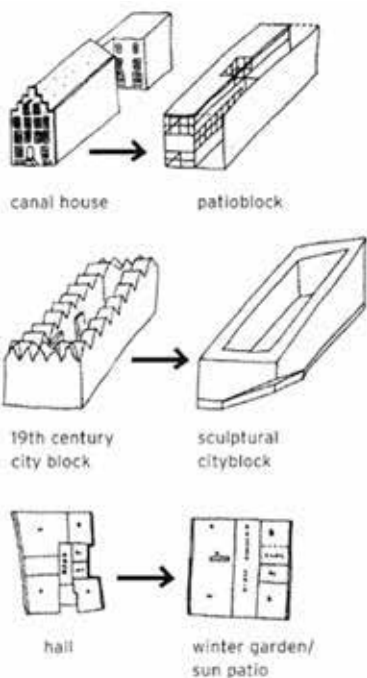 canal house
patioblock
19th century
city block
sculptural
cityblock
hall
winter garden/
sun patio